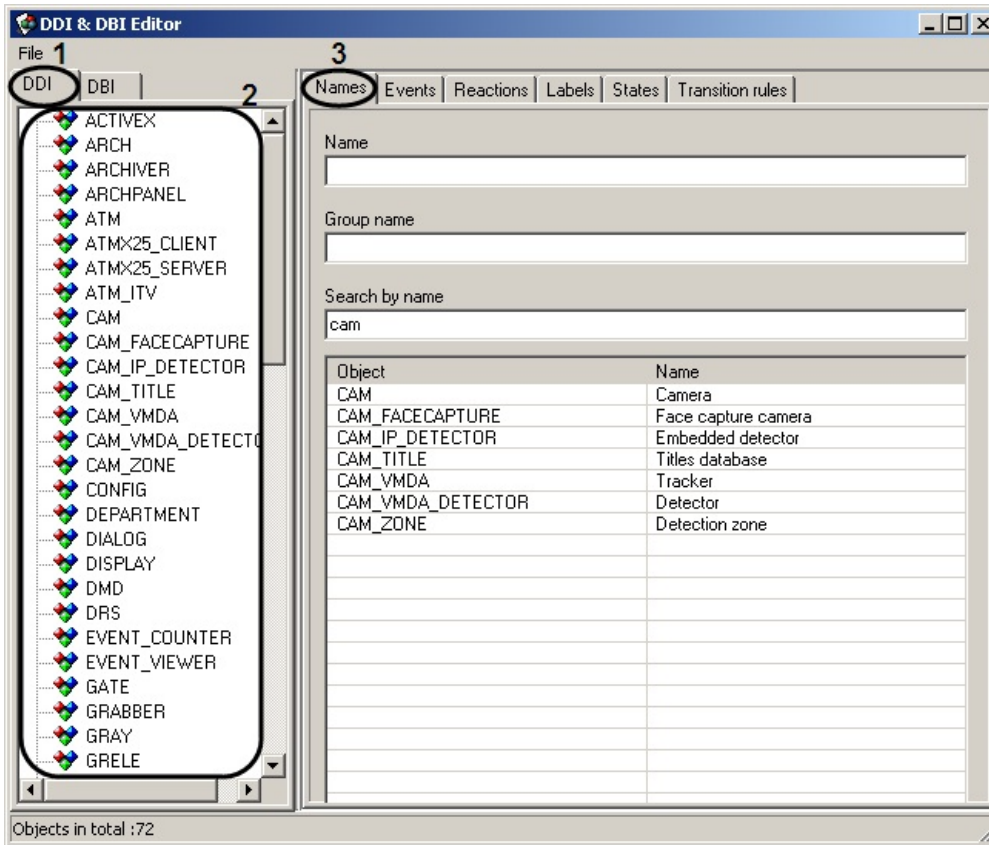 DDI & DBI Editor
File 1
3
DDI
DBI
2
Names
Events
Reactions
Labels
States
Transition rules
ACTIVEX
ARCH
ARCHIVER
ARCHPANEL
ATM
ATMX25_CLIENT
ATMX25_SERVER
ATM_ITV
CAM
CAM_FACECAPTURE
CAM_IP_DETECTOR
CAM_TITLE
CAM_VMDA
CAM_VMDA_DETECTO
CAM_ZONE
CONFIG
DEPARTMENT
DIALOG
DISPLAY
DMD
DRS
EVENT_COUNTER
EVENT_VIEWER
GATE
GRABBER
GRAY
GRELE
Name
Group name
Search by name
cam
Object Name
CAM Camera
CAM_FACECAPTURE Face capture camera
CAM_IP_DETECTOR Embedded detector
CAM_TITLE Titles database
CAM_VMDA Tracker
CAM_VMDA_DETECTOR Detector
CAM_ZONE Detection zone
Objects in total :72